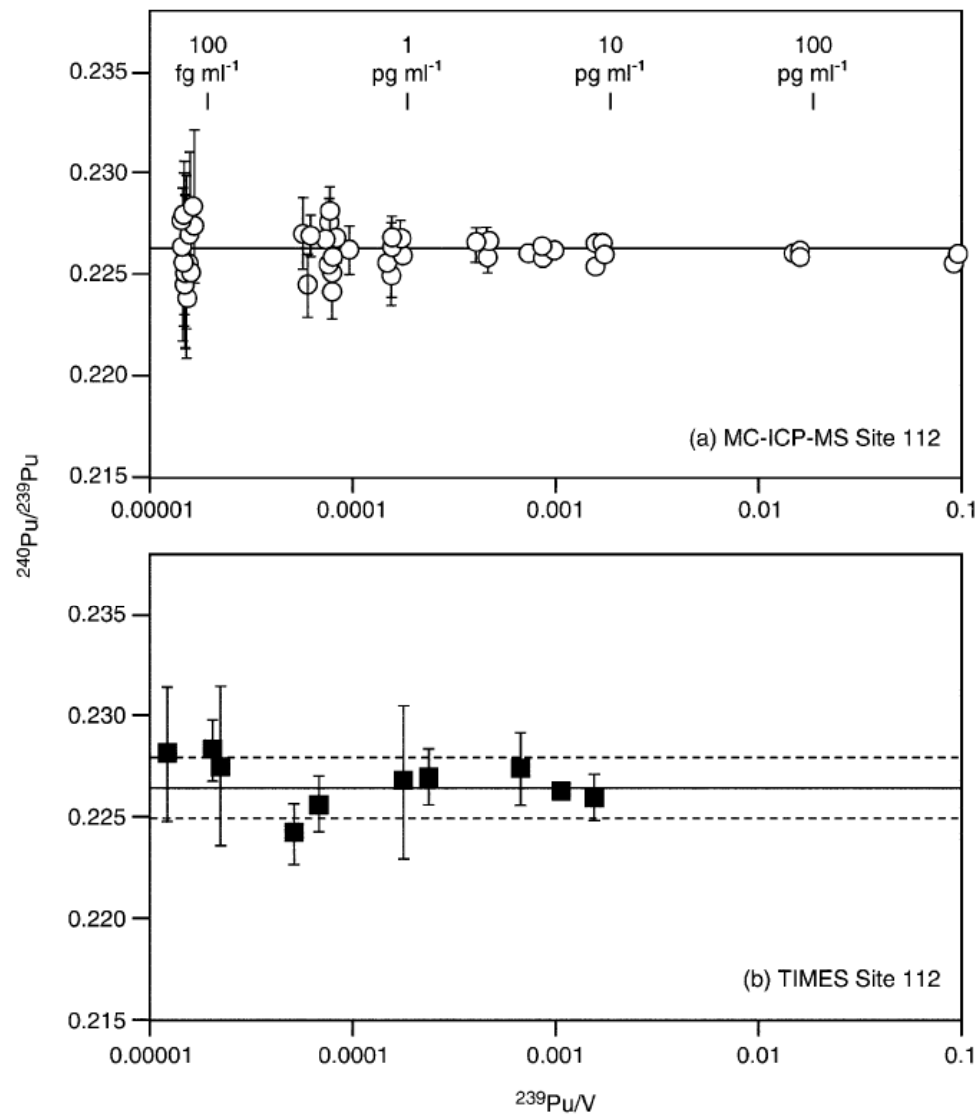 100 1 10 100
fg ml⁻¹ pg ml⁻¹ pg ml⁻¹ pg ml⁻¹
0.235
0.230
0.225
0.220
0.215
(a) MC-ICP-MS Site 112
0.00001 0.0001 0.001 0.01 0.1
²⁴⁰Pu/²³⁹Pu
0.235
0.230
0.225
0.220
0.215
(b) TIMES Site 112
0.00001 0.0001 0.001 0.01 0.1
²³⁹Pu/V